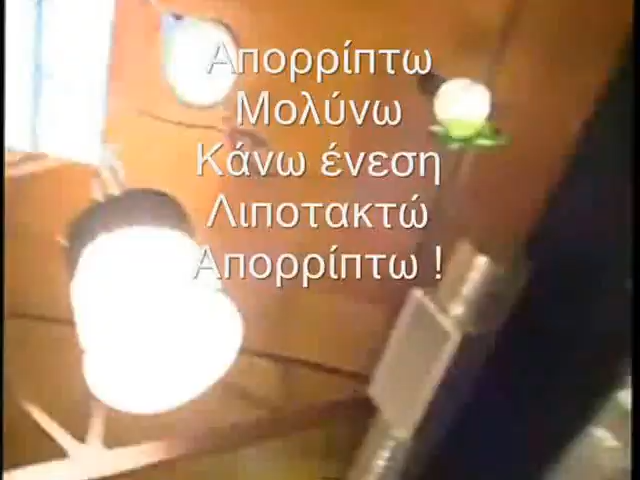 Απορρίπτω
Μολύνω
Κάνω ένεση
Λιποτακτώ
Απορρίπτω !